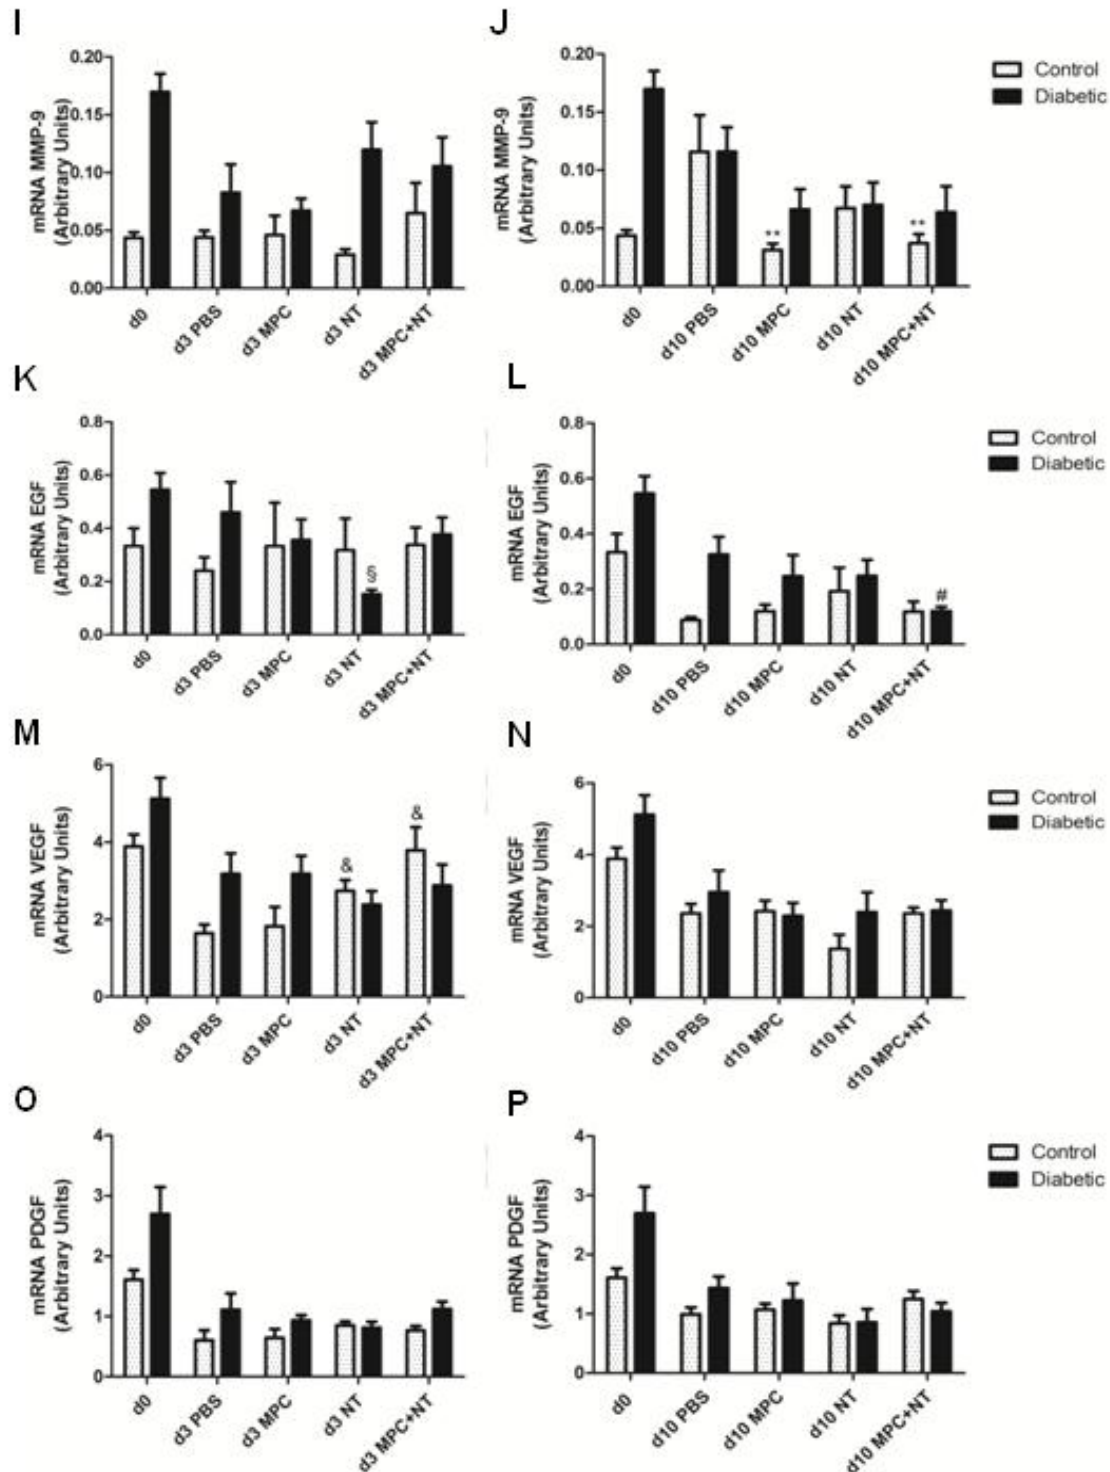 I
mRNA MMP-9
(Arbitrary Units)
0.20
0.15
0.10
0.05
0.00
d0
d3 PBS
d3 MPC
d3 NT
d3 MPC+NT
J
mRNA MMP-9
(Arbitrary Units)
0.20
0.15
0.10
0.05
0.00
**
**
d0
d10 PBS
d10 MPC
d10 NT
d10 MPC+NT
Control
Diabetic
K
mRNA EGF
(Arbitrary Units)
0.8
0.6
0.4
0.2
0.0
§
d0
d3 PBS
d3 MPC
d3 NT
d3 MPC+NT
L
mRNA EGF
(Arbitrary Units)
0.8
0.6
0.4
0.2
0.0
#
d0
d10 PBS
d10 MPC
d10 NT
d10 MPC+NT
Control
Diabetic
M
mRNA VEGF
(Arbitrary Units)
6
4
2
0
&
&
d0
d3 PBS
d3 MPC
d3 NT
d3 MPC+NT
N
mRNA VEGF
(Arbitrary Units)
6
4
2
0
d0
d10 PBS
d10 MPC
d10 NT
d10 MPC+NT
Control
Diabetic
O
mRNA PDGF
(Arbitrary Units)
4
3
2
1
0
d0
d3 PBS
d3 MPC
d3 NT
d3 MPC+NT
P
mRNA PDGF
(Arbitrary Units)
4
3
2
1
0
d0
d10 PBS
d10 MPC
d10 NT
d10 MPC+NT
Control
Diabetic